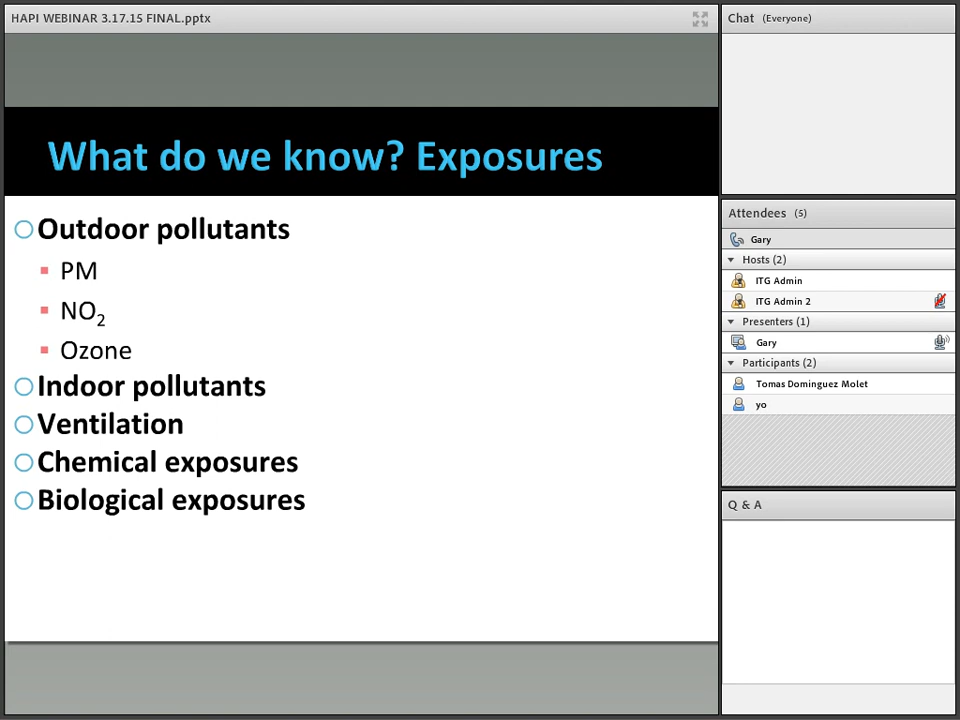 HAPI WEBINAR 3.17.15 FINAL.pptx
What do we know? Exposures
Outdoor pollutants
PM
NO₂
Ozone
Indoor pollutants
Ventilation
Chemical exposures
Biological exposures
Chat (Everyone)
Attendees (5)
Gary
Hosts (2)
ITG Admin
ITG Admin 2
Presenters (1)
Gary
Participants (2)
Tomas Dominguez Molet
yo
Q & A